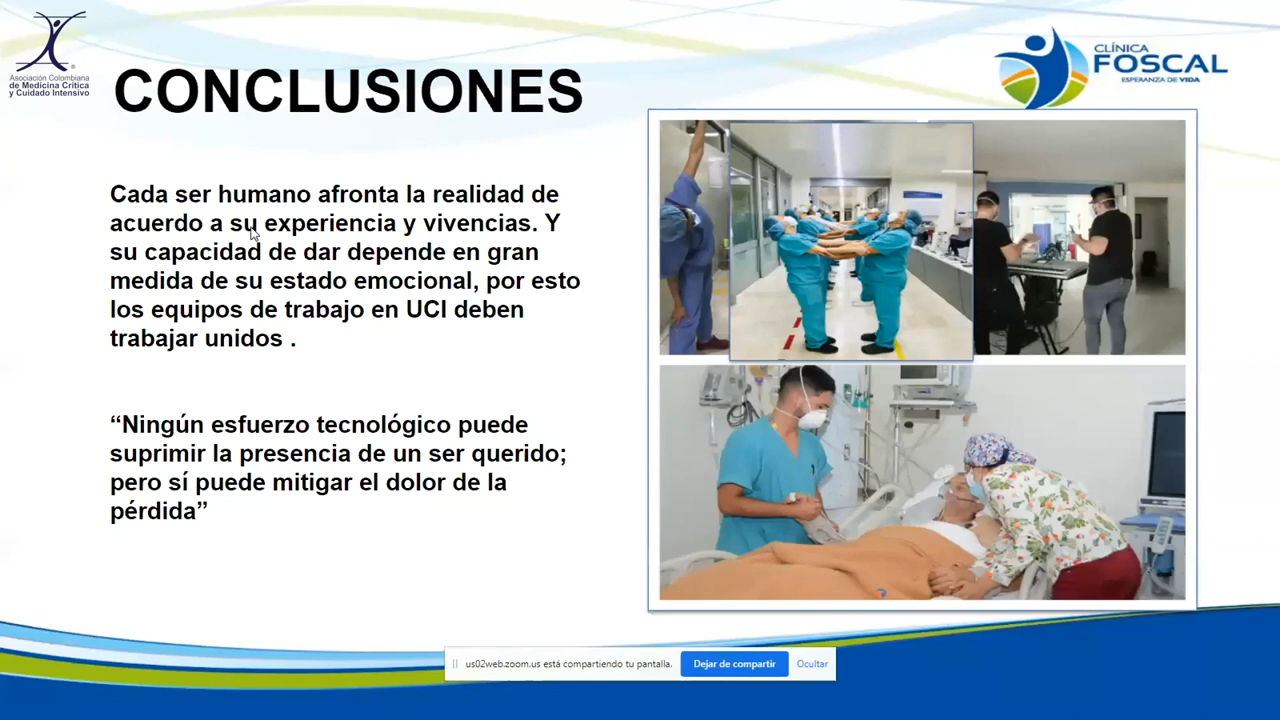 Asociación Colombiana
de Medicina Crítica
y Cuidado Intensivo
CONCLUSIONES
CLÍNICA
FOSCAL
ESPERANZA DE VIDA
Cada ser humano afronta la realidad de
acuerdo a su experiencia y vivencias. Y
su capacidad de dar depende en gran
medida de su estado emocional, por esto
los equipos de trabajo en UCI deben
trabajar unidos .
“Ningún esfuerzo tecnológico puede
suprimir la presencia de un ser querido;
pero sí puede mitigar el dolor de la
pérdida”
us02web.zoom.us está compartiendo tu pantalla.
Dejar de compartir
Ocultar